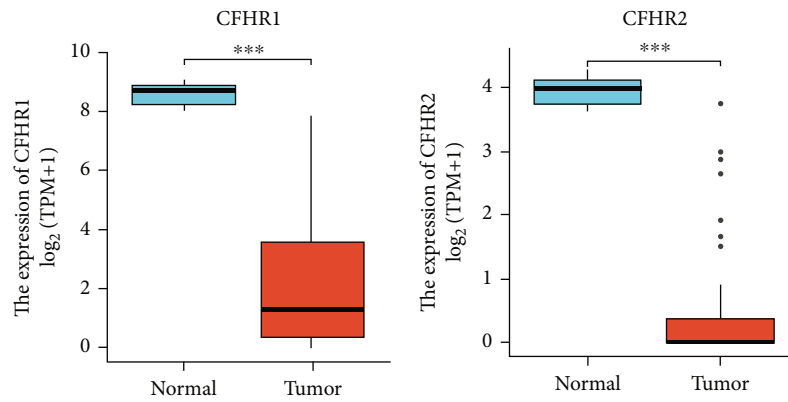 CFHR1
The expression of CFHR1
log₂ (TPM+1)
10
8
6
4
2
0
***
Normal
Tumor
CFHR2
The expression of CFHR2
log₂ (TPM+1)
4
3
2
1
0
***
Normal
Tumor